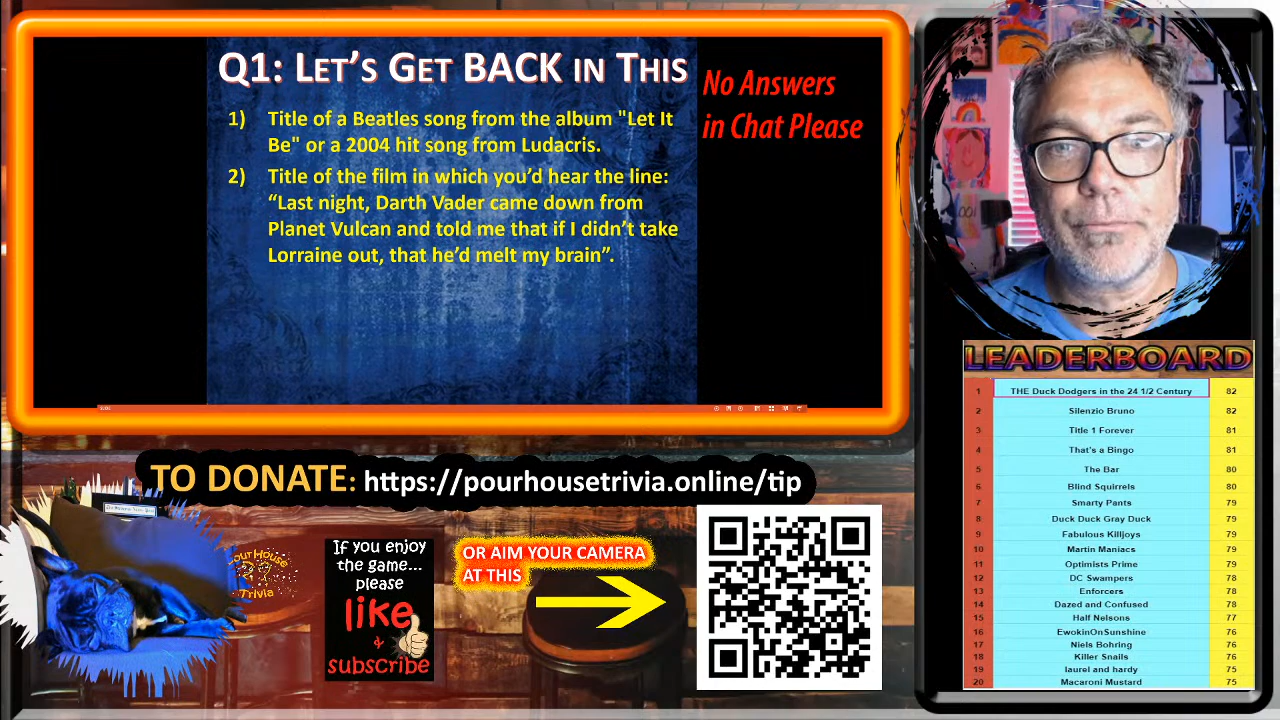 Q1: LET'S GET BACK IN THIS
No Answers
in Chat Please
1) Title of a Beatles song from the album "Let It
Be" or a 2004 hit song from Ludacris.
2) Title of the film in which you'd hear the line:
“Last night, Darth Vader came down from
Planet Vulcan and told me that if I didn't take
Lorraine out, that he'd melt my brain”.
TO DONATE: https://pourhousetrivia.online/tip
PourHouse
Trivia
If you enjoy
the game...
please
like
&
subscribe
OR AIM YOUR CAMERA
AT THIS
LEADERBOARD
1 THE Duck Dodgers in the 24 1/2 Century 82
2 Silenzio Bruno 82
3 Title 1 Forever 81
4 That's a Bingo 81
5 The Bar 80
6 Blind Squirrels 80
7 Smarty Pants 79
8 Duck Duck Gray Duck 79
9 Fabulous Killjoys 79
10 Martin Maniacs 79
11 Optimists Prime 79
12 DC Swampers 78
13 Enforcers 78
14 Dazed and Confused 78
15 Half Nelsons 77
16 EwokinOnSunshine 76
17 Niels Bohring 76
18 Killer Snails 76
19 laurel and hardy 75
20 Macaroni Mustard 75